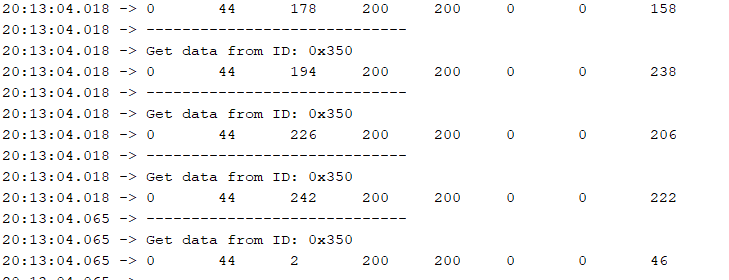 20:13:04.018 -> 0 44 178 200 200 0 0 158
20:13:04.018 -> -----------------------------
20:13:04.018 -> Get data from ID: 0x350
20:13:04.018 -> 0 44 194 200 200 0 0 238
20:13:04.018 -> -----------------------------
20:13:04.018 -> Get data from ID: 0x350
20:13:04.018 -> 0 44 226 200 200 0 0 206
20:13:04.018 -> -----------------------------
20:13:04.018 -> Get data from ID: 0x350
20:13:04.018 -> 0 44 242 200 200 0 0 222
20:13:04.065 -> -----------------------------
20:13:04.065 -> Get data from ID: 0x350
20:13:04.065 -> 0 44 2 200 200 0 0 46